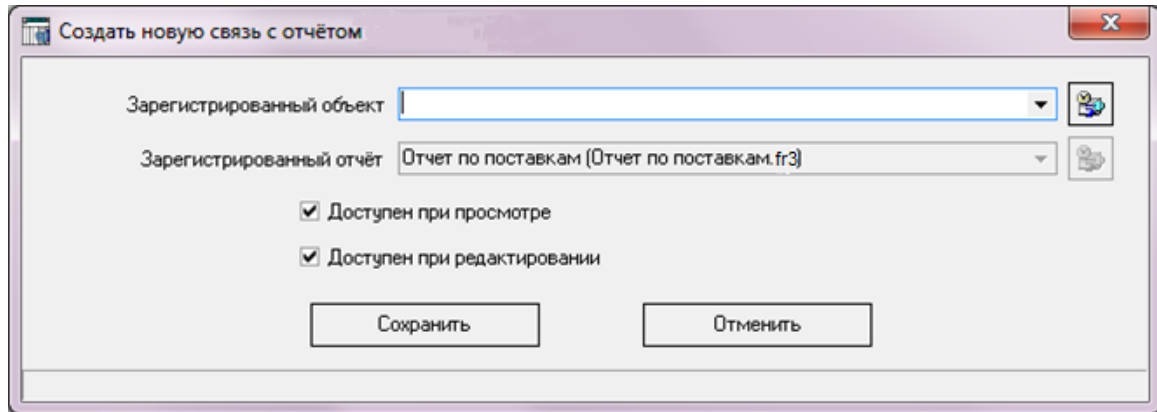 Создать новую связь с отчётом
Зарегистрированный объект
Зарегистрированный отчёт Отчет по поставкам (Отчет по поставкам.fr3)
Доступен при просмотре
Доступен при редактировании
Сохранить Отменить